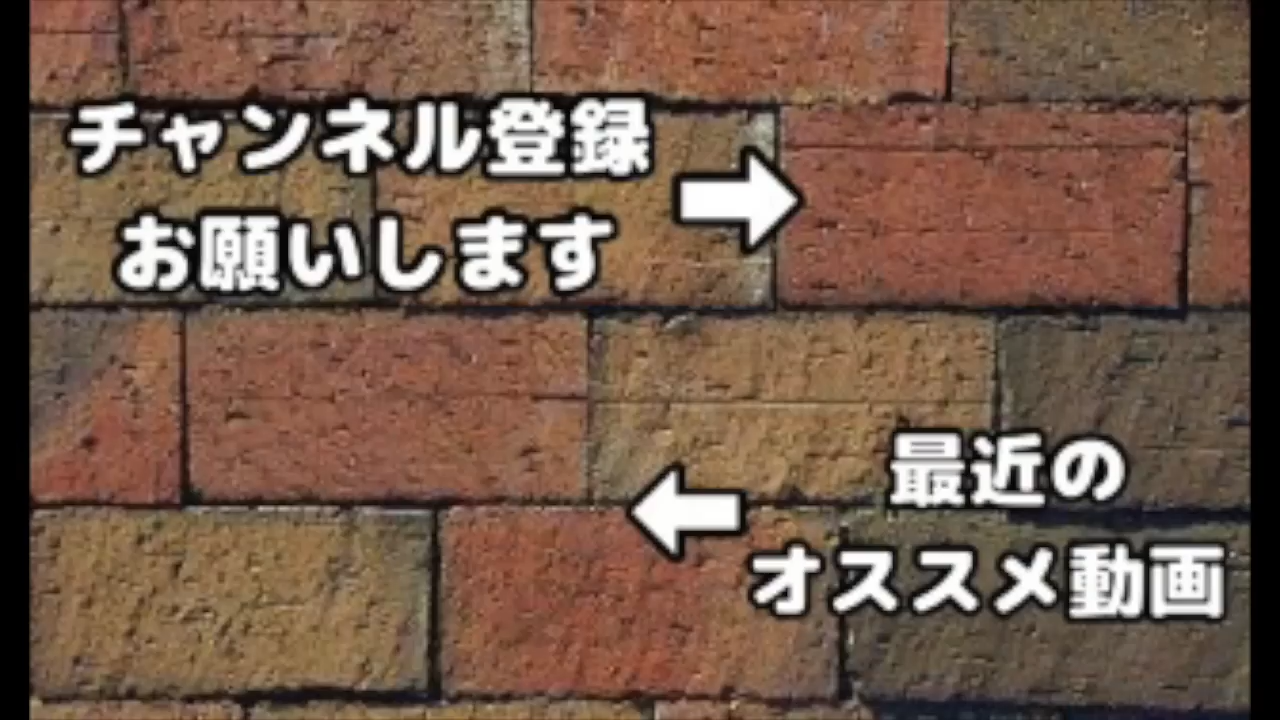 チャンネル登録
お願いします
最近の
オススメ動画